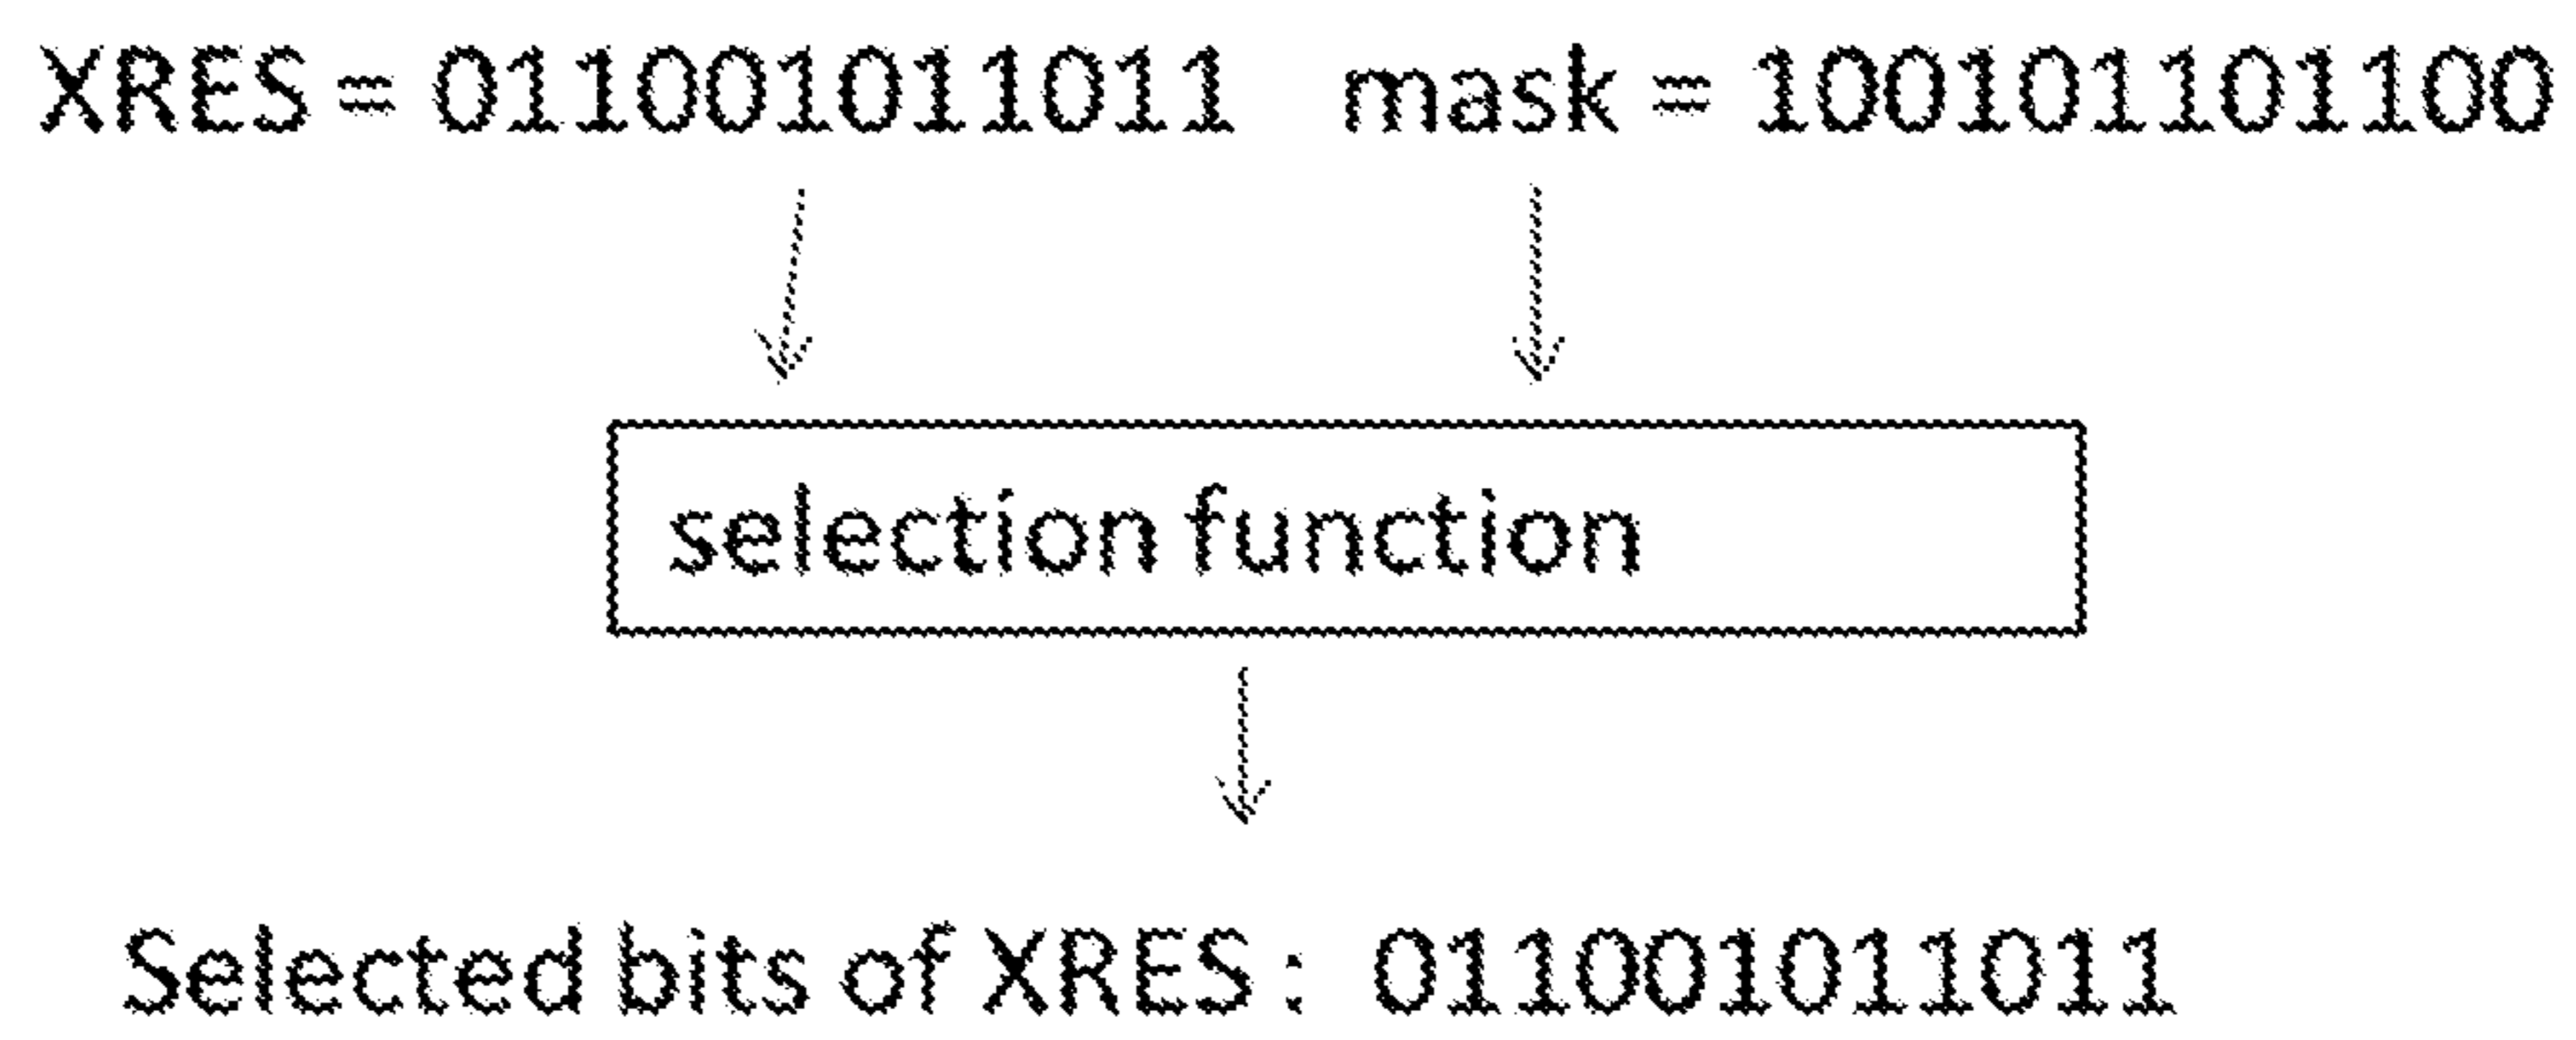 XRES = 011001011011 mask = 100101101100
selection function
Selected bits of XRES : 011001011011